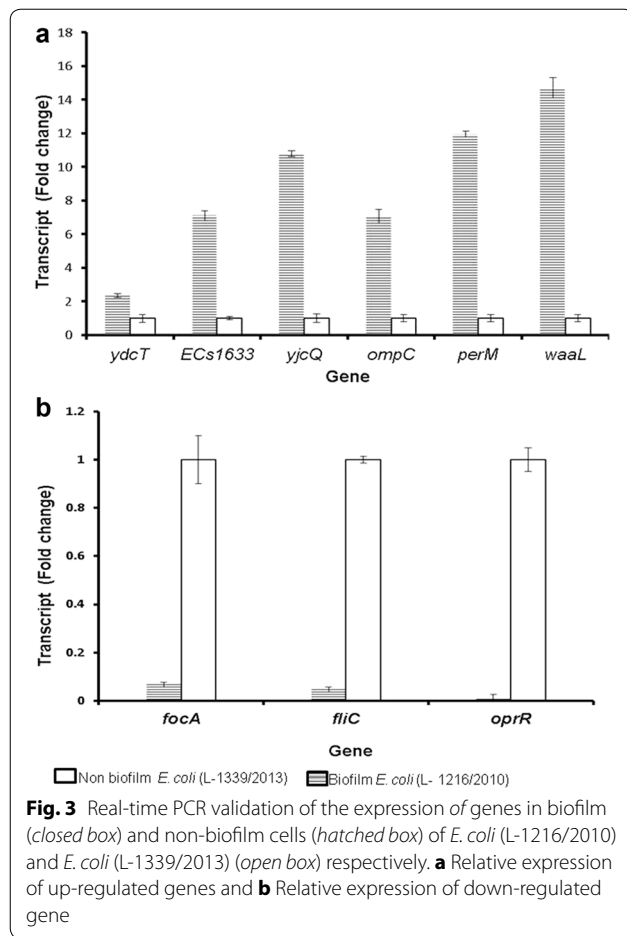 a
18
16
14
12
10
8
6
4
2
0
Transcript (Fold change)
ydcT ECs1633 yjcQ ompC perM waaL
Gene
b
1.2
1
0.8
0.6
0.4
0.2
0
Transcript (Fold change)
focA fliC oprR
Gene
Non biofilm E. coli (L-1339/2013) Biofilm E. coli (L- 1216/2010)
Fig. 3 Real-time PCR validation of the expression of genes in biofilm
(closed box) and non-biofilm cells (hatched box) of E. coli (L-1216/2010)
and E. coli (L-1339/2013) (open box) respectively. a Relative expression
of up-regulated genes and b Relative expression of down-regulated
gene